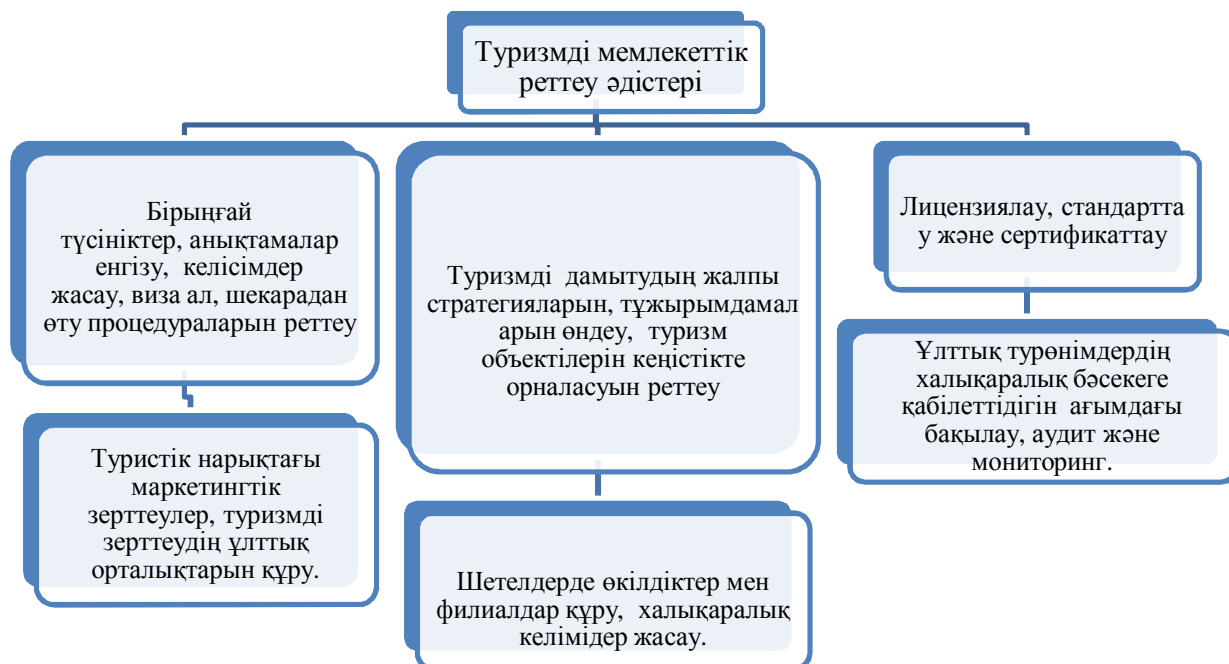 Туризмді мемлекеттік
реттеу әдістері
Бірыңғай
түсініктер, анықтамалар
енгізу, келісімдер
жасау, виза ал, шекарадан
өту процедураларын реттеу
Туризмді дамытудың жалпы
стратегияларын, тұжырымдамал
арын өңдеу, туризм
объектілерін кеңістікте
орналасуын реттеу
Лицензиялау, стандартта
у және сертификаттау
Туристік нарықтағы
маркетингтік
зерттеулер, туризмді
зерттеудің ұлттық
орталықтарын құру.
Шетелдерде өкілдіктер мен
филиалдар құру, халықаралық
келімідер жасау.
Ұлттық турөнімдердің
халықаралық бәсекеге
қабілеттідігін ағымдағы
бақылау, аудит және
мониторинг.